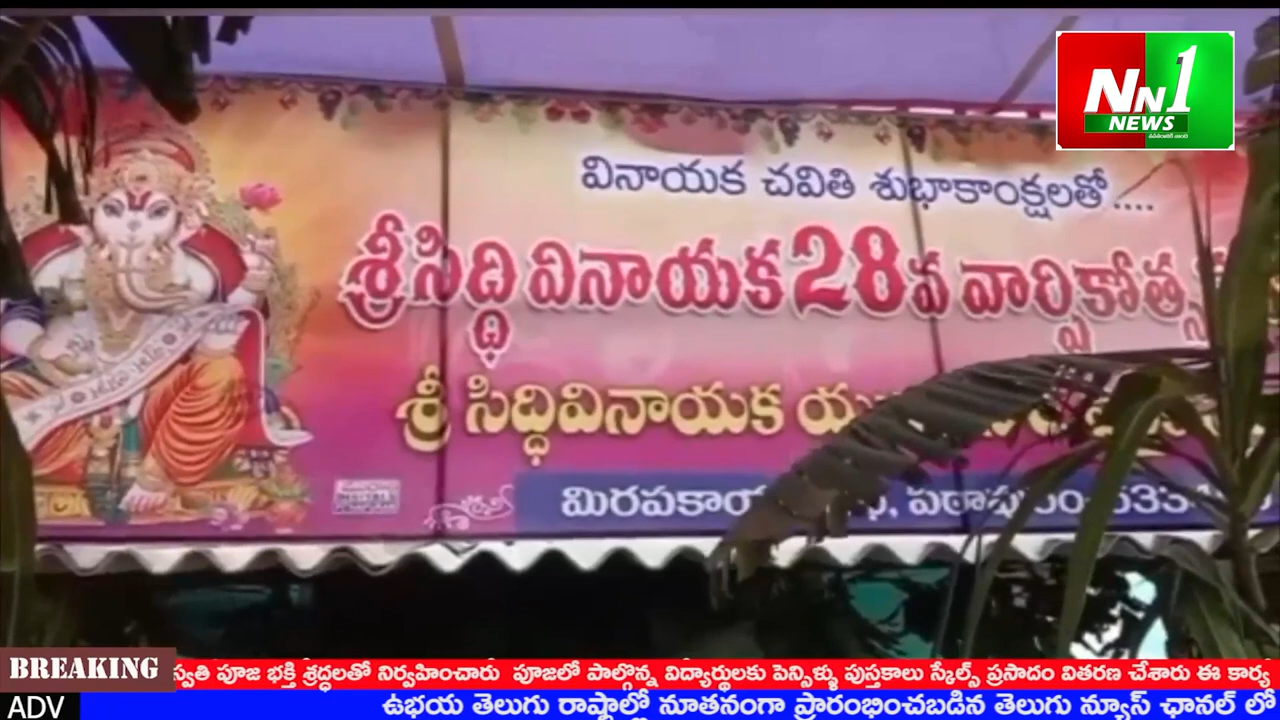 NN1
NEWS
వినాయక చవితి శుభాకాంక్షలతో ....
శ్రీ సిద్ధి వినాయక 28వ వార్షికోత్స
శ్రీ సిద్ధివినాయక
BREAKING
స్వతి పూజ భక్తి శ్రద్ధలతో నిర్వహించారు పూజలో పాల్గొన్న విద్యార్థులకు పెన్సిళ్ళు పుస్తకాలు స్కేల్స్ ప్రసాదం వితరణ చేశారు ఈ కార్య
ADV
ఉభయ తెలుగు రాష్ట్రాల్లో నూతనంగా ప్రారంభించబడిన తెలుగు న్యూస్ ఛానల్ లో